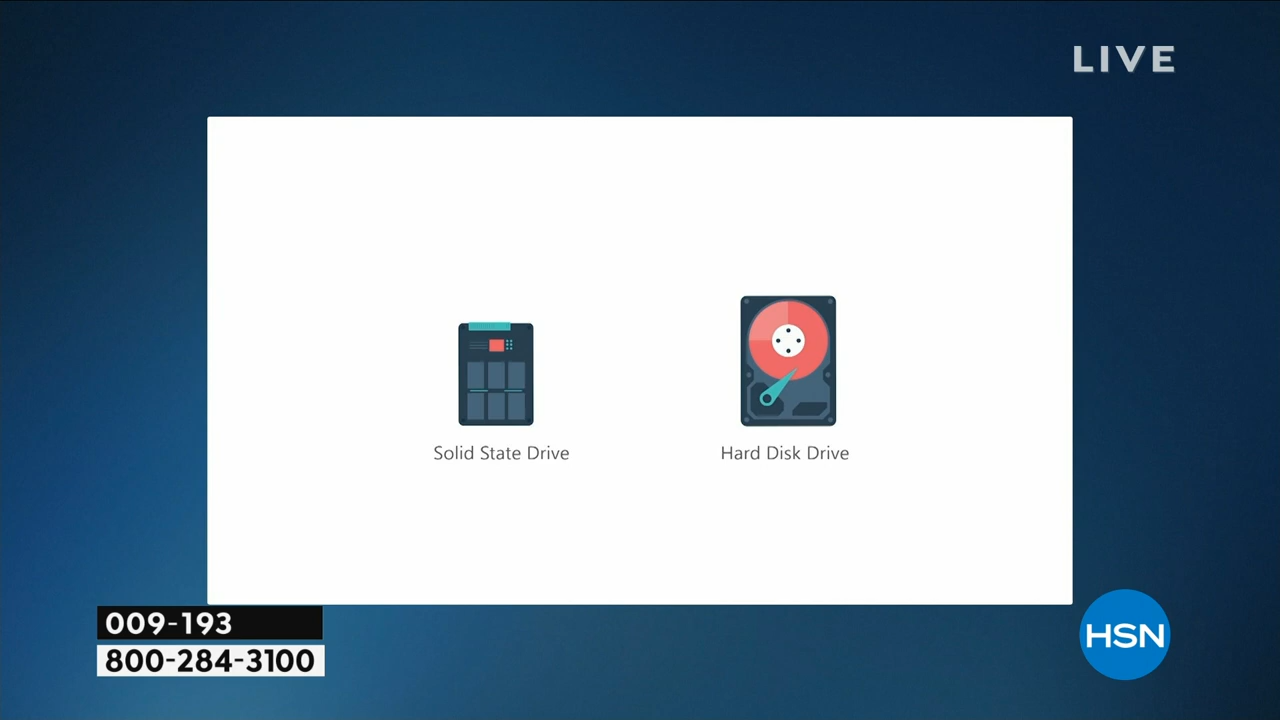 LIVE
Solid State Drive
Hard Disk Drive
009-193
800-284-3100
HSN